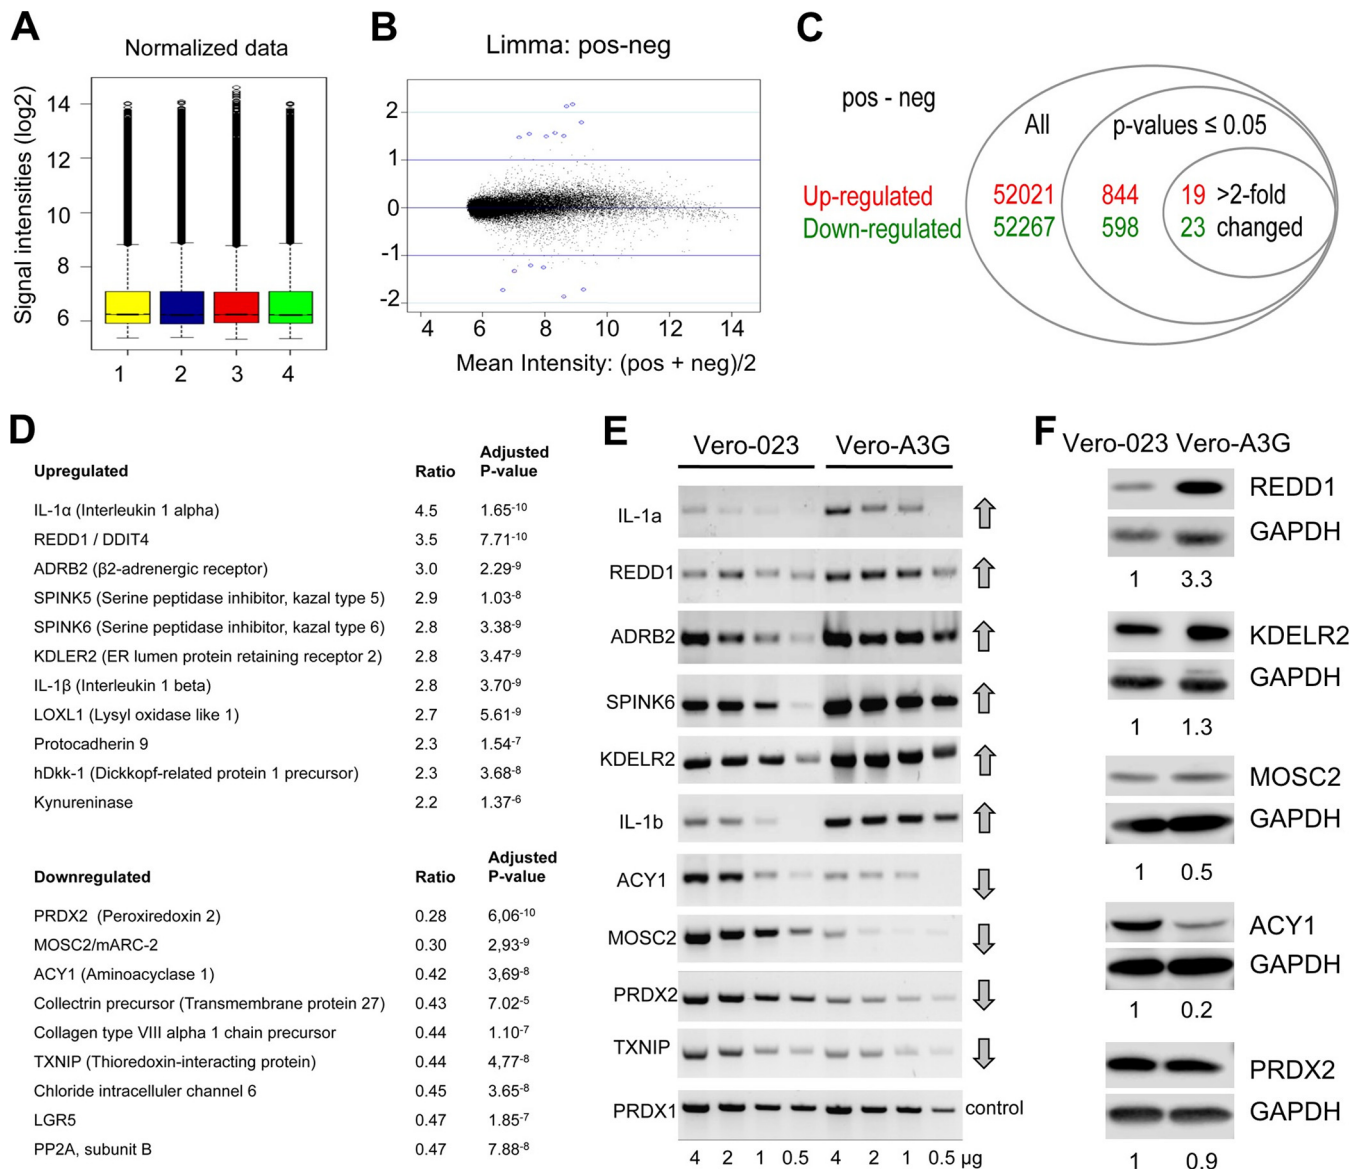 A
Normalized data
Signal intensities (log2)
14
12
10
8
6
1 2 3 4
B
Limma: pos-neg
2
1
0
-1
-2
4 6 8 10 12 14
Mean Intensity: (pos + neg)/2
C
pos - neg
All p-values ≤ 0.05
Up-regulated 52021 844 19 >2-fold
Down-regulated 52267 598 23 changed
D
Upregulated Ratio Adjusted P-value
IL-1α (Interleukin 1 alpha) 4.5 1.65-10
REDD1 / DDIT4 3.5 7.71-10
ADRB2 (β2-adrenergic receptor) 3.0 2.29-9
SPINK5 (Serine peptidase inhibitor, kazal type 5) 2.9 1.03-8
SPINK6 (Serine peptidase inhibitor, kazal type 6) 2.8 3.38-9
KDLER2 (ER lumen protein retaining receptor 2) 2.8 3.47-9
IL-1β (Interleukin 1 beta) 2.8 3.70-9
LOXL1 (Lysyl oxidase like 1) 2.7 5.61-9
Protocadherin 9 2.3 1.54-7
hDkk-1 (Dickkopf-related protein 1 precursor) 2.3 3.68-8
Kynureninase 2.2 1.37-6
Downregulated Ratio Adjusted P-value
PRDX2 (Peroxiredoxin 2) 0.28 6,06-10
MOSC2/mARC-2 0.30 2,93-9
ACY1 (Aminoacyclase 1) 0.42 3,69-8
Collectrin precursor (Transmembrane protein 27) 0.43 7.02-5
Collagen type VIII alpha 1 chain precursor 0.44 1.10-7
TXNIP (Thioredoxin-interacting protein) 0.44 4,77-8
Chloride intracelluler channel 6 0.45 3.65-8
LGR5 0.47 1.85-7
PP2A, subunit B 0.47 7.88-8
E
Vero-023 Vero-A3G
IL-1a
REDD1
ADRB2
SPINK6
KDELR2
IL-1b
ACY1
MOSC2
PRDX2
TXNIP
PRDX1 control
4 2 1 0.5 4 2 1 0.5 µg
F
Vero-023 Vero-A3G
REDD1
GAPDH
1 3.3
KDELR2
GAPDH
1 1.3
MOSC2
GAPDH
1 0.5
ACY1
GAPDH
1 0.2
PRDX2
GAPDH
1 0.9